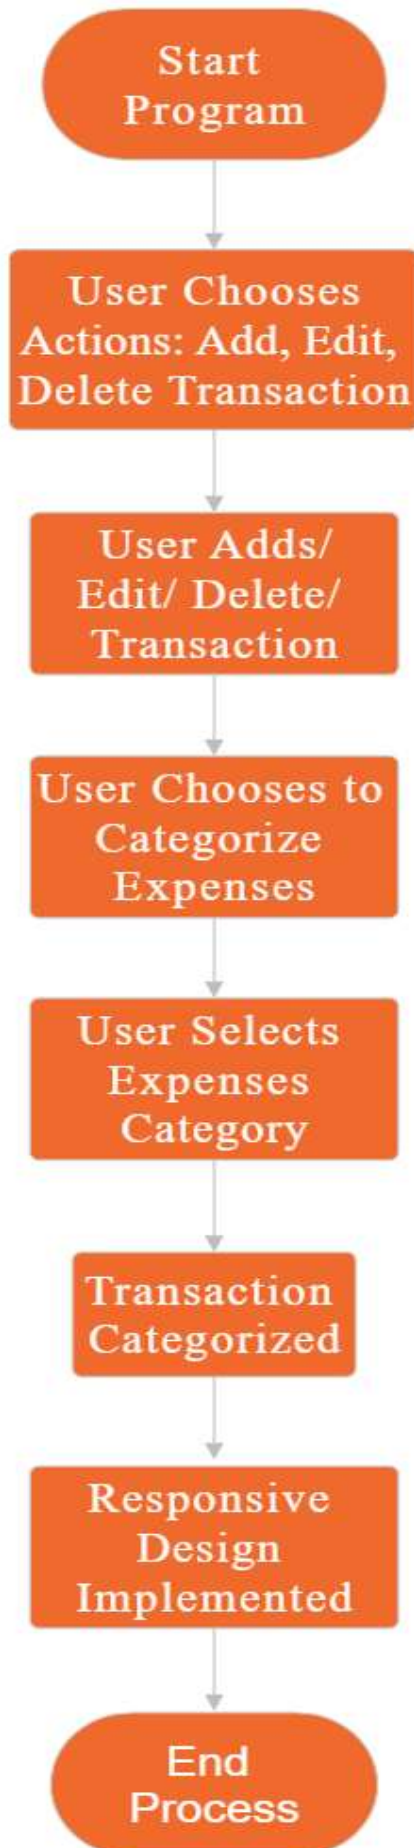 Start
Program
User Chooses
Actions: Add, Edit,
Delete Transaction
User Adds/
Edit/ Delete/
Transaction
User Chooses to
Categorize
Expenses
User Selects
Expenses
Category
Transaction
Categorized
Responsive
Design
Implemented
End
Process